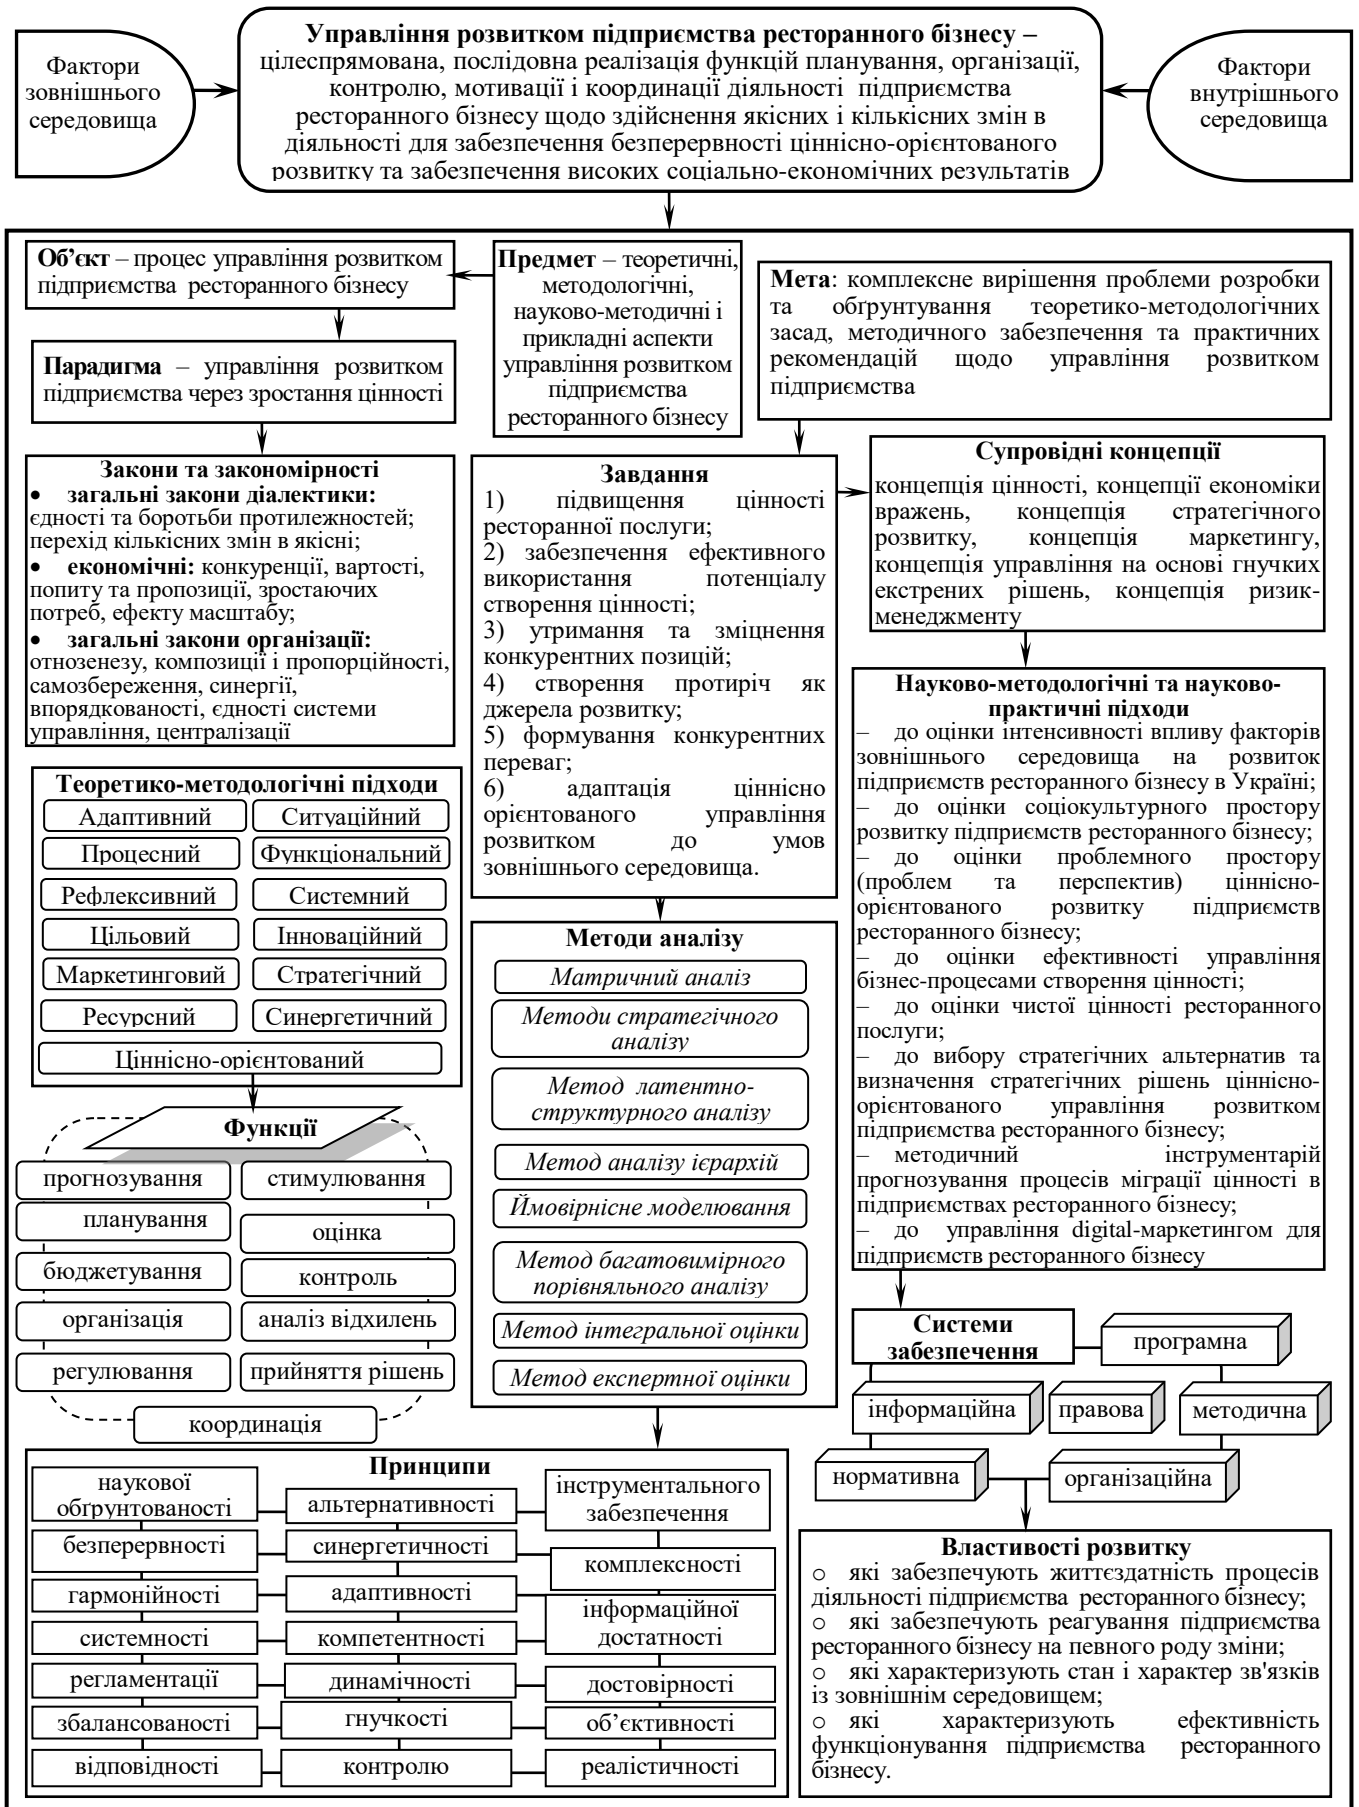 Управління розвитком підприємства ресторанного бізнесу –
цілеспрямована, послідовна реалізація функцій планування, організації,
контролю, мотивації і координації діяльності підприємства
ресторанного бізнесу щодо здійснення якісних і кількісних змін в
діяльності для забезпечення безперервності ціннісно-орієнтованого
розвитку та забезпечення високих соціально-економічних результатів
Фактори
зовнішнього
середовища
Фактори
внутрішнього
середовища
Об’єкт – процес управління розвитком
підприємства ресторанного бізнесу
Предмет – теоретичні,
методологічні,
науково-методичні і
прикладні аспекти
управління розвитком
підприємства
ресторанного бізнесу
Мета: комплексне вирішення проблеми розробки
та обґрунтування теоретико-методологічних
засад, методичного забезпечення та практичних
рекомендацій щодо управління розвитком
підприємства
Парадигма – управління розвитком
підприємства через зростання цінності
Закони та закономірності
• загальні закони діалектики:
єдності та боротьби протилежностей;
перехід кількісних змін в якісні;
• економічні: конкуренції, вартості,
попиту та пропозиції, зростаючих
потреб, ефекту масштабу;
• загальні закони організації:
отнозенезу, композиції і пропорційності,
самозбереження, синергії,
впорядкованості, єдності системи
управління, централізації
Завдання
1) підвищення цінності
ресторанної послуги;
2) забезпечення ефективного
використання потенціалу
створення цінності;
3) утримання та зміцнення
конкурентних позицій;
4) створення протиріч як
джерела розвитку;
5) формування конкурентних
переваг;
6) адаптація ціннісно
орієнтованого управління
розвитком до умов
зовнішнього середовища.
Супровідні концепції
концепція цінності, концепції економіки
вражень, концепція стратегічного
розвитку, концепція маркетингу,
концепція управління на основі гнучких
екстрених рішень, концепція ризик-
менеджменту
Науково-методологічні та науково-
практичні підходи
– до оцінки інтенсивності впливу факторів
зовнішнього середовища на розвиток
підприємств ресторанного бізнесу в Україні;
– до оцінки соціокультурного простору
розвитку підприємств ресторанного бізнесу;
– до оцінки проблемного простору
(проблем та перспектив) ціннісно-
орієнтованого розвитку підприємств
ресторанного бізнесу;
– до оцінки ефективності управління
бізнес-процесами створення цінності;
– до оцінки чистої цінності ресторанного
послуги;
– до вибору стратегічних альтернатив та
визначення стратегічних рішень ціннісно-
орієнтованого управління розвитком
підприємства ресторанного бізнесу;
– методичний інструментарій
прогнозування процесів міграції цінності в
підприємствах ресторанного бізнесу;
– до управління digital-маркетингом для
підприємств ресторанного бізнесу
Теоретико-методологічні підходи
Адаптивний
Ситуаційний
Процесний
Функціональний
Рефлексивний
Системний
Цільовий
Інноваційний
Маркетинговий
Стратегічний
Ресурсний
Синергетичний
Ціннісно-орієнтований
Функції
прогнозування
стимулювання
планування
оцінка
бюджетування
контроль
організація
аналіз відхилень
регулювання
прийняття рішень
координація
Методи аналізу
Матричний аналіз
Методи стратегічного
аналізу
Метод латентно-
структурного аналізу
Метод аналізу ієрархій
Ймовірнісне моделювання
Метод багатовимірного
порівняльного аналізу
Метод інтегральної оцінки
Метод експертної оцінки
Системи
забезпечення
програмна
інформаційна
правова
методична
нормативна
організаційна
Принципи
наукової
обґрунтованості
альтернативності
інструментального
забезпечення
безперервності
синергетичності
комплексності
гармонійності
адаптивності
інформаційної
достатності
системності
компетентності
регламентації
динамічності
достовірності
збалансованості
гнучкості
об’єктивності
відповідності
контролю
реалістичності
Властивості розвитку
○ які забезпечують життєздатність процесів
діяльності підприємства ресторанного бізнесу;
○ які забезпечують реагування підприємства
ресторанного бізнесу на певного роду зміни;
○ які характеризують стан і характер зв'язків
із зовнішнім середовищем;
○ які характеризують ефективність
функціонування підприємства ресторанного
бізнесу.